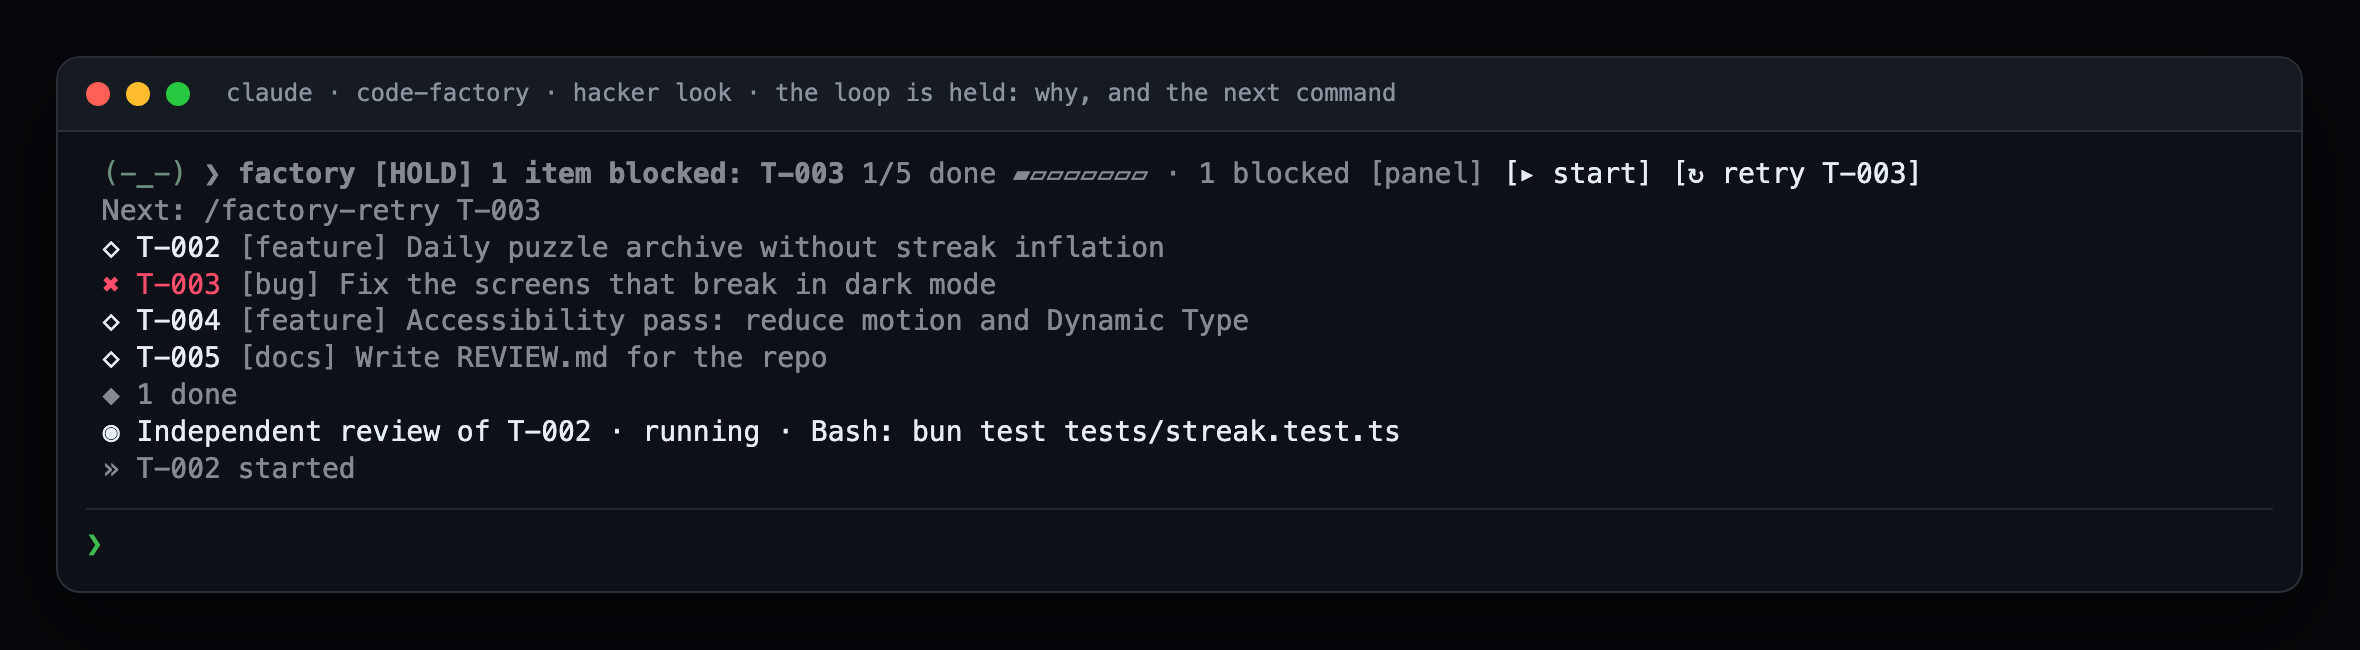 claude · code-factory · hacker look · the loop is held: why, and the next command
(-_-) ❯ factory [HOLD] 1 item blocked: T-003 1/5 done ▰▱▱▱▱▱▱▱ · 1 blocked [panel] [▸ start] [↻ retry T-003]
Next: /factory-retry T-003
◇ T-002 [feature] Daily puzzle archive without streak inflation
✖ T-003 [bug] Fix the screens that break in dark mode
◇ T-004 [feature] Accessibility pass: reduce motion and Dynamic Type
◇ T-005 [docs] Write REVIEW.md for the repo
◆ 1 done
◉ Independent review of T-002 · running · Bash: bun test tests/streak.test.ts
» T-002 started
❯